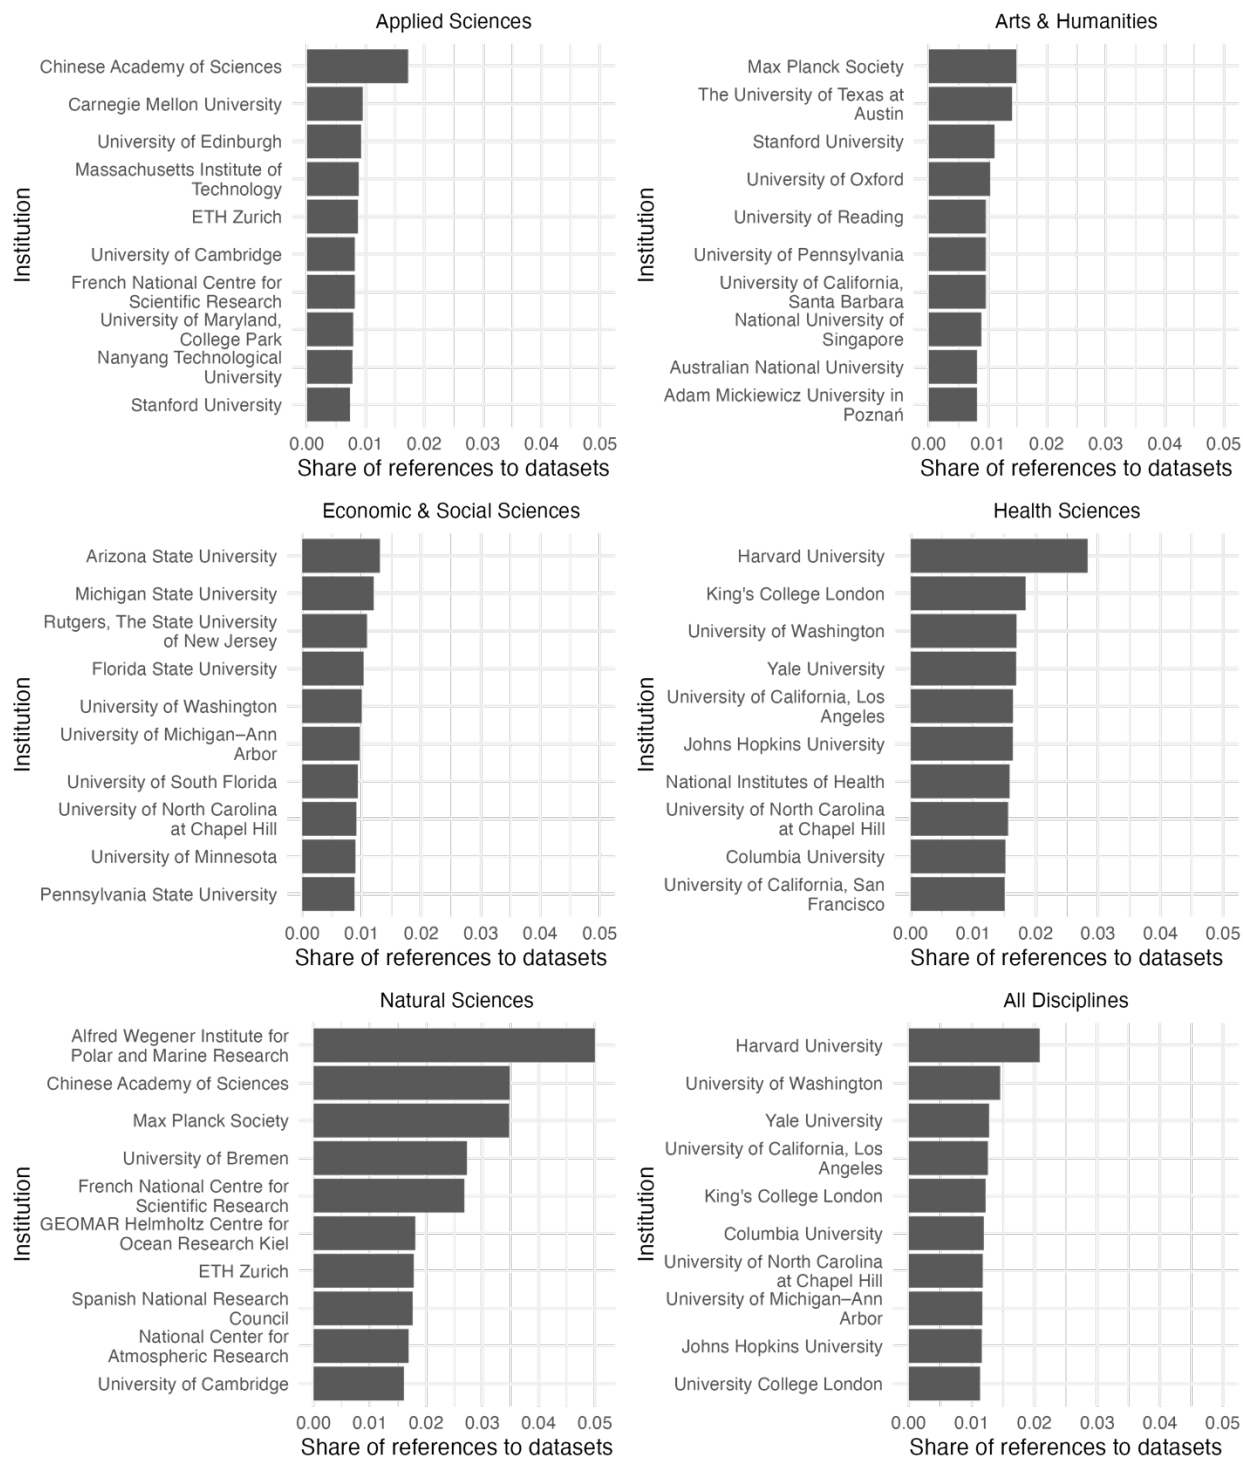 Applied Sciences
Institution
Chinese Academy of Sciences
Carnegie Mellon University
University of Edinburgh
Massachusetts Institute of
Technology
ETH Zurich
University of Cambridge
French National Centre for
Scientific Research
University of Maryland,
College Park
Nanyang Technological
University
Stanford University
0.00 0.01 0.02 0.03 0.04 0.05
Share of references to datasets
Arts & Humanities
Institution
Max Planck Society
The University of Texas at
Austin
Stanford University
University of Oxford
University of Reading
University of Pennsylvania
University of California,
Santa Barbara
National University of
Singapore
Australian National University
Adam Mickiewicz University in
Poznań
0.00 0.01 0.02 0.03 0.04 0.05
Share of references to datasets
Economic & Social Sciences
Institution
Arizona State University
Michigan State University
Rutgers, The State University
of New Jersey
Florida State University
University of Washington
University of Michigan–Ann
Arbor
University of South Florida
University of North Carolina
at Chapel Hill
University of Minnesota
Pennsylvania State University
0.00 0.01 0.02 0.03 0.04 0.05
Share of references to datasets
Health Sciences
Institution
Harvard University
King's College London
University of Washington
Yale University
University of California, Los
Angeles
Johns Hopkins University
National Institutes of Health
University of North Carolina
at Chapel Hill
Columbia University
University of California, San
Francisco
0.00 0.01 0.02 0.03 0.04 0.05
Share of references to datasets
Natural Sciences
Institution
Alfred Wegener Institute for
Polar and Marine Research
Chinese Academy of Sciences
Max Planck Society
University of Bremen
French National Centre for
Scientific Research
GEOMAR Helmholtz Centre for
Ocean Research Kiel
ETH Zurich
Spanish National Research
Council
National Center for
Atmospheric Research
University of Cambridge
0.00 0.01 0.02 0.03 0.04 0.05
Share of references to datasets
All Disciplines
Institution
Harvard University
University of Washington
Yale University
University of California, Los
Angeles
King's College London
Columbia University
University of North Carolina
at Chapel Hill
University of Michigan–Ann
Arbor
Johns Hopkins University
University College London
0.00 0.01 0.02 0.03 0.04 0.05
Share of references to datasets